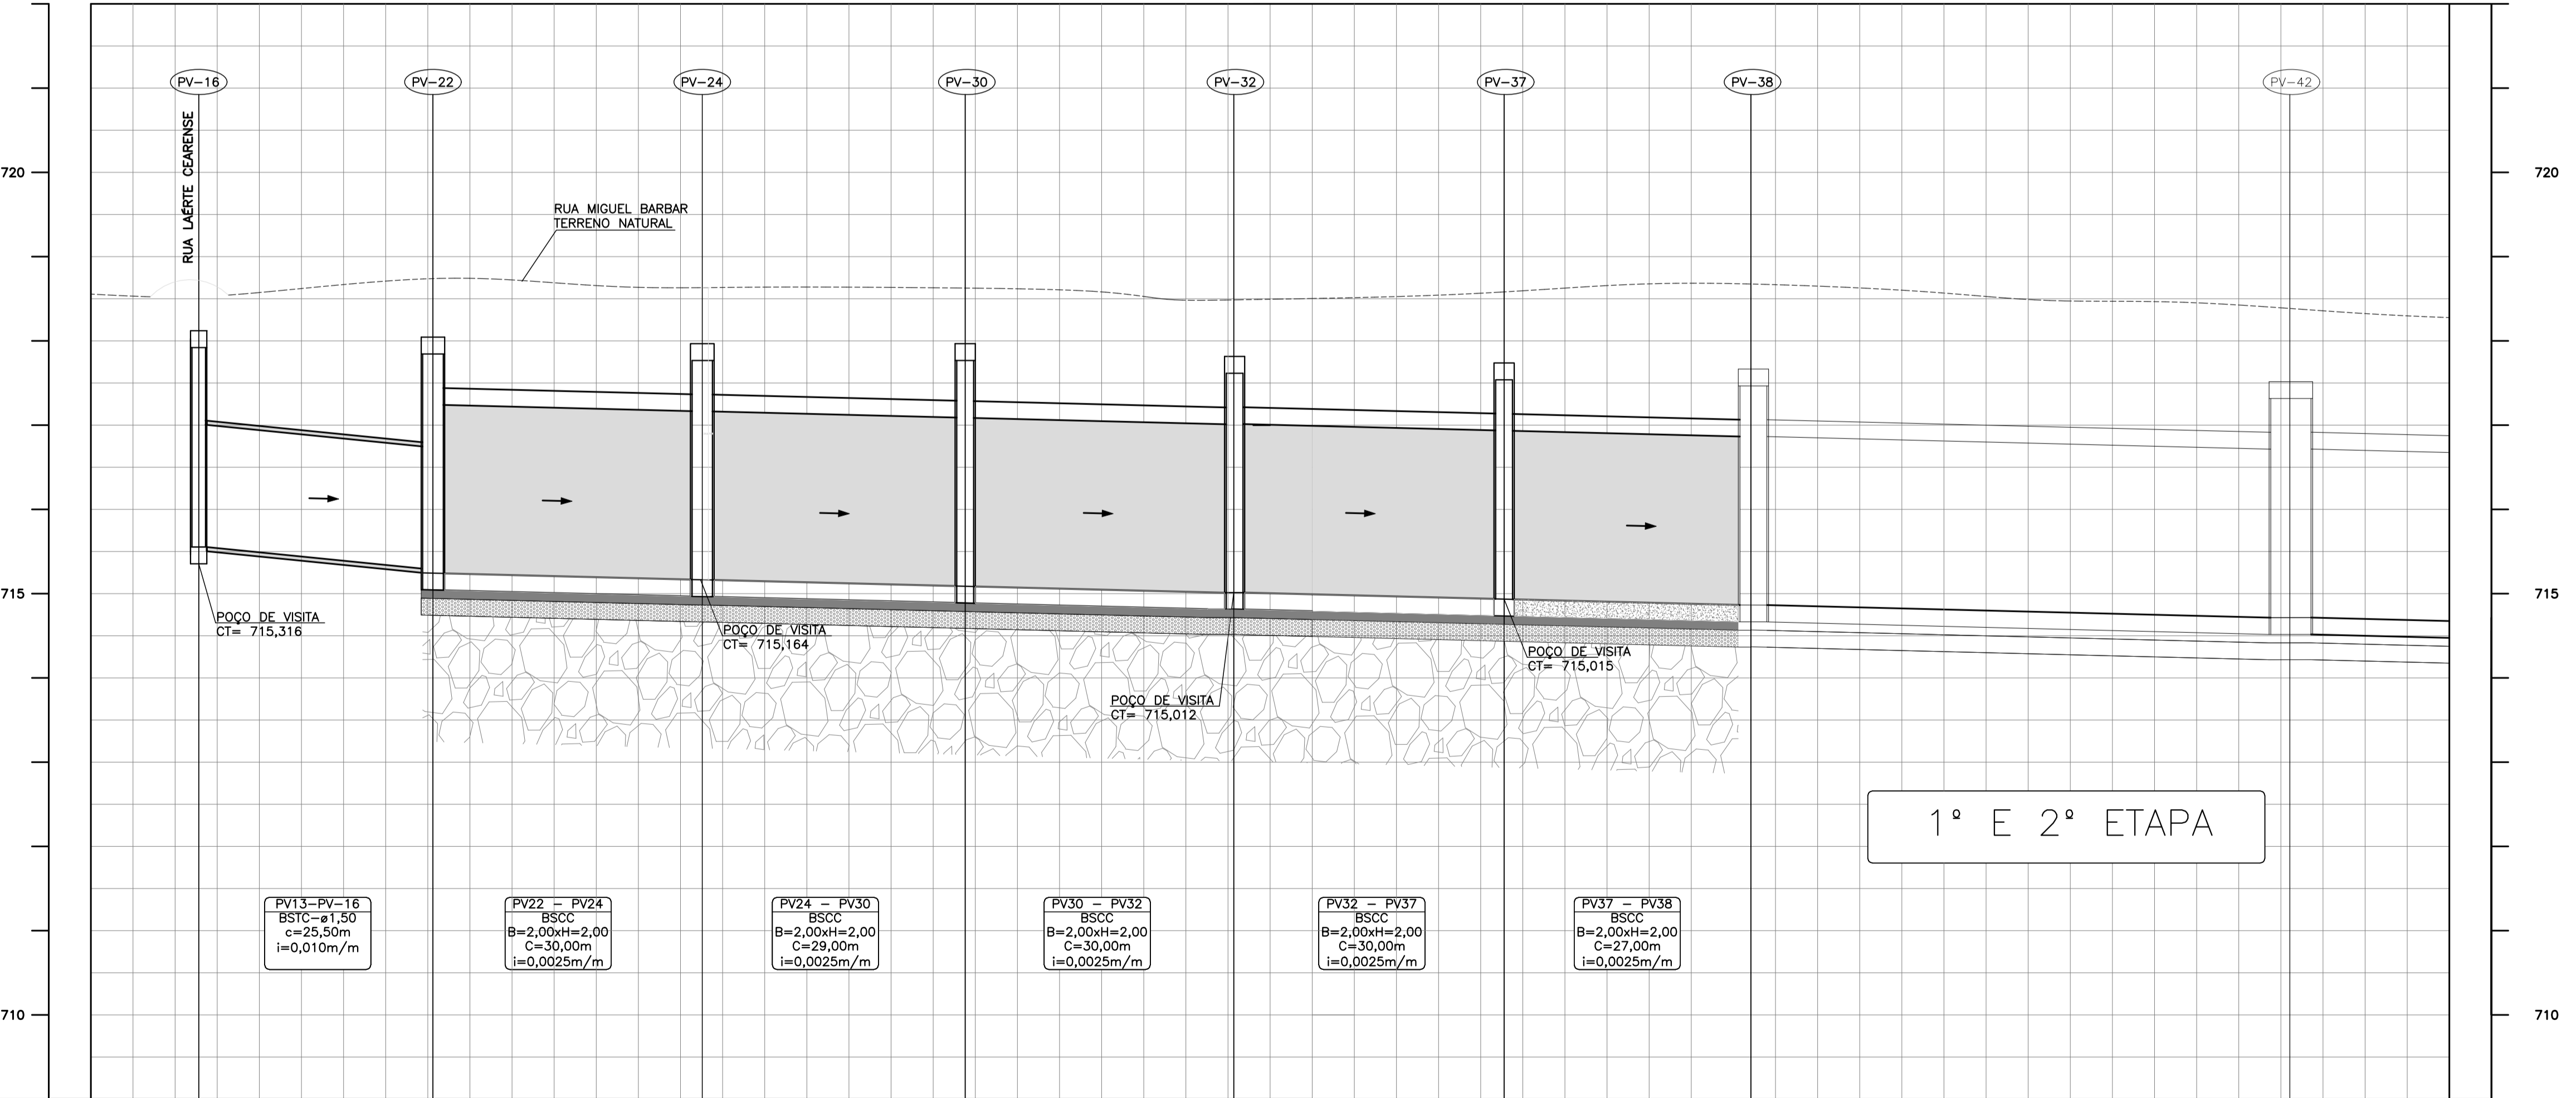 PV-16
PV-22
PV-24
PV-30
PV-32
PV-37
PV-38
PV-42
RUA LAÉRTE CEARENSE
720
720
RUA MIGUEL BARBAR
TERRENO NATURAL
715
715
POÇO DE VISITA
CT= 715,316
POÇO DE VISITA
CT= 715,164
POÇO DE VISITA
CT= 715,012
POÇO DE VISITA
CT= 715,015
1ª E 2ª ETAPA
PV13-PV-16
BSTC-ø1,50
c=25,50m
i=0,010m/m
PV22 - PV24
BSCC
B=2,00xH=2,00
C=30,00m
i=0,0025m/m
PV24 - PV30
BSCC
B=2,00xH=2,00
C=29,00m
i=0,0025m/m
PV30 - PV32
BSCC
B=2,00xH=2,00
C=30,00m
i=0,0025m/m
PV32 - PV37
BSCC
B=2,00xH=2,00
C=30,00m
i=0,0025m/m
PV37 - PV38
BSCC
B=2,00xH=2,00
C=27,00m
i=0,0025m/m
710
710